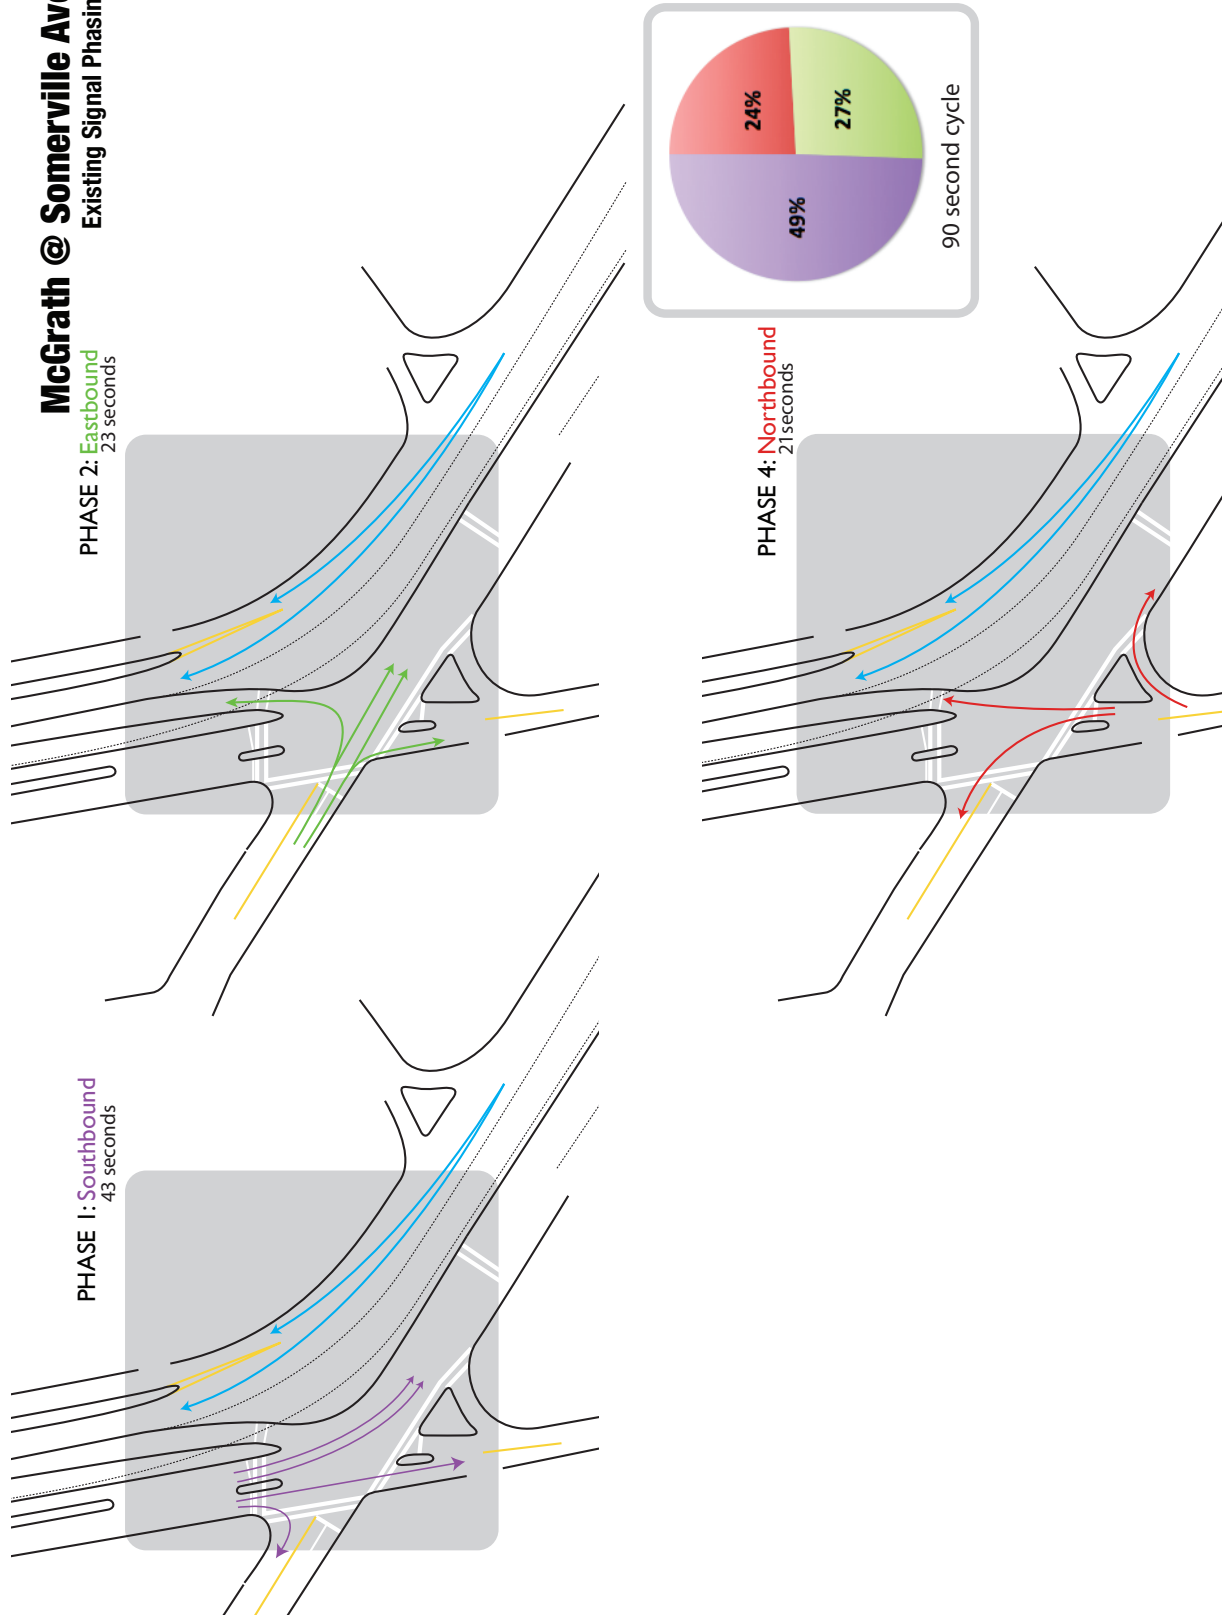 McGrath @ Somerville Ave
Existing Signal Phasin
PHASE 1: Southbound
43 seconds
PHASE 2: Eastbound
23 seconds
PHASE 4: Northbound
21seconds
24%
27%
49%
90 second cycle